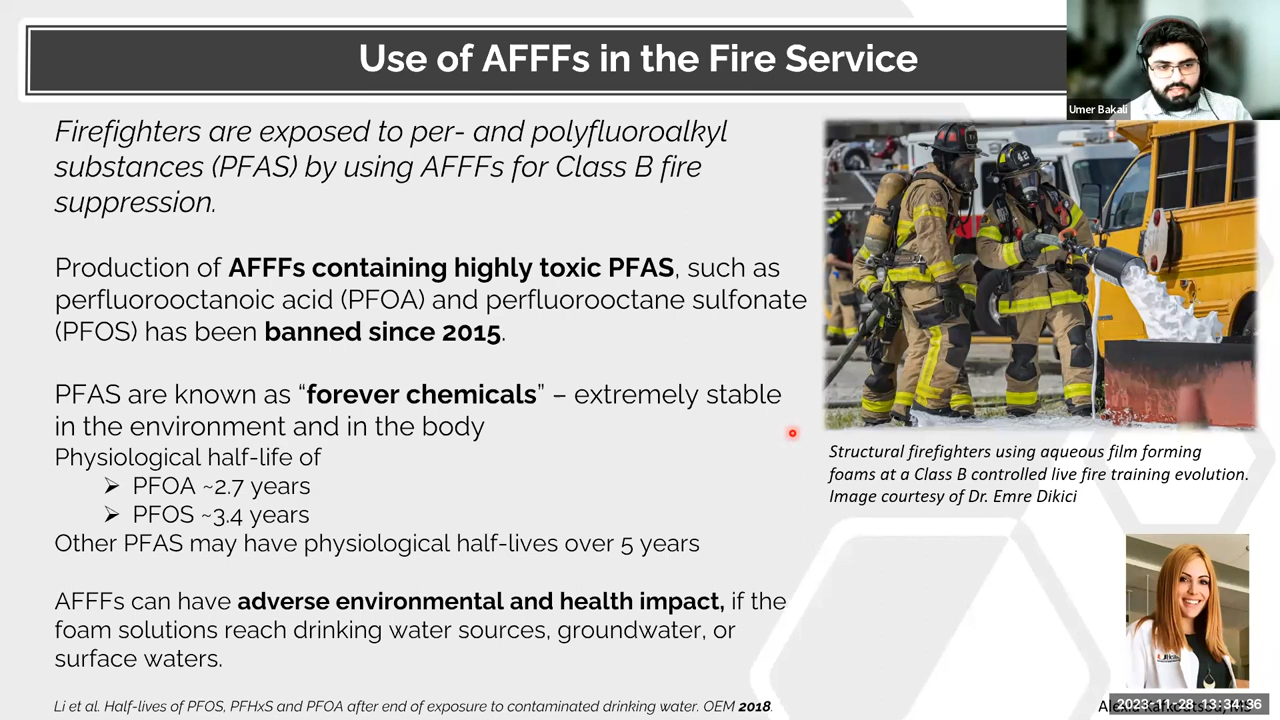 Use of AFFFs in the Fire Service
Umer Bakali
Firefighters are exposed to per- and polyfluoroalkyl
substances (PFAS) by using AFFFs for Class B fire
suppression.
Production of AFFFs containing highly toxic PFAS, such as
perfluorooctanoic acid (PFOA) and perfluorooctane sulfonate
(PFOS) has been banned since 2015.
PFAS are known as “forever chemicals” – extremely stable
in the environment and in the body
Physiological half-life of
➢ PFOA ~2.7 years
➢ PFOS ~3.4 years
Other PFAS may have physiological half-lives over 5 years
AFFFs can have adverse environmental and health impact, if the
foam solutions reach drinking water sources, groundwater, or
surface waters.
42
Structural firefighters using aqueous film forming
foams at a Class B controlled live fire training evolution.
Image courtesy of Dr. Emre Dikici
Li et al. Half-lives of PFOS, PFHxS and PFOA after end of exposure to contaminated drinking water. OEM 2018.
2023-11-28 13:34:36